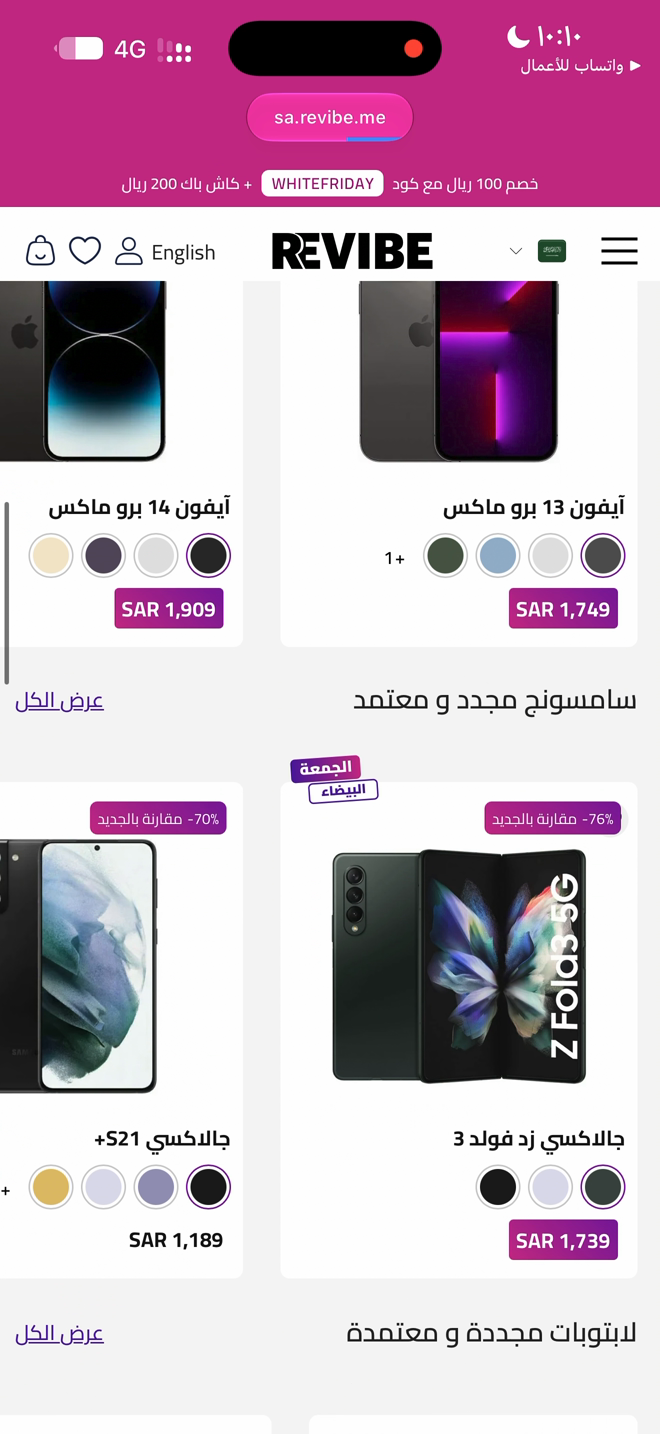 ١٠:١٠
4G
◀ واتساب للأعمال
sa.revibe.me
خصم 100 ريال مع كود WHITEFRIDAY + كاش باك 200 ريال
REVIBE
English
آيفون 13 برو ماكس
+1
SAR 1,749
آيفون 14 برو ماكس
SAR 1,909
سامسونج مجدد و معتمد
عرض الكل
الجمعة
البيضاء
-76% مقارنة بالجديد
Z Fold3 5G
جالاكسي زد فولد 3
SAR 1,739
-70% مقارنة بالجديد
جالاكسي S21+
+
SAR 1,189
لابتوبات مجددة و معتمدة
عرض الكل